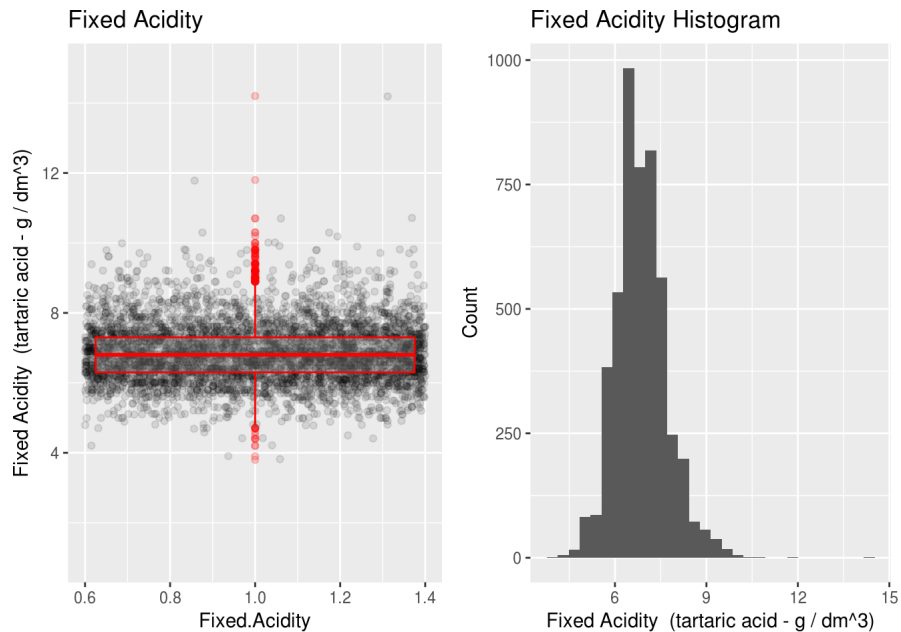 Fixed Acidity
Fixed Acidity (tartaric acid - g / dm^3)
12
8
4
0.6 0.8 1.0 1.2 1.4
Fixed.Acidity
Fixed Acidity Histogram
Count
1000
750
500
250
0
6 9 12 15
Fixed Acidity (tartaric acid - g / dm^3)